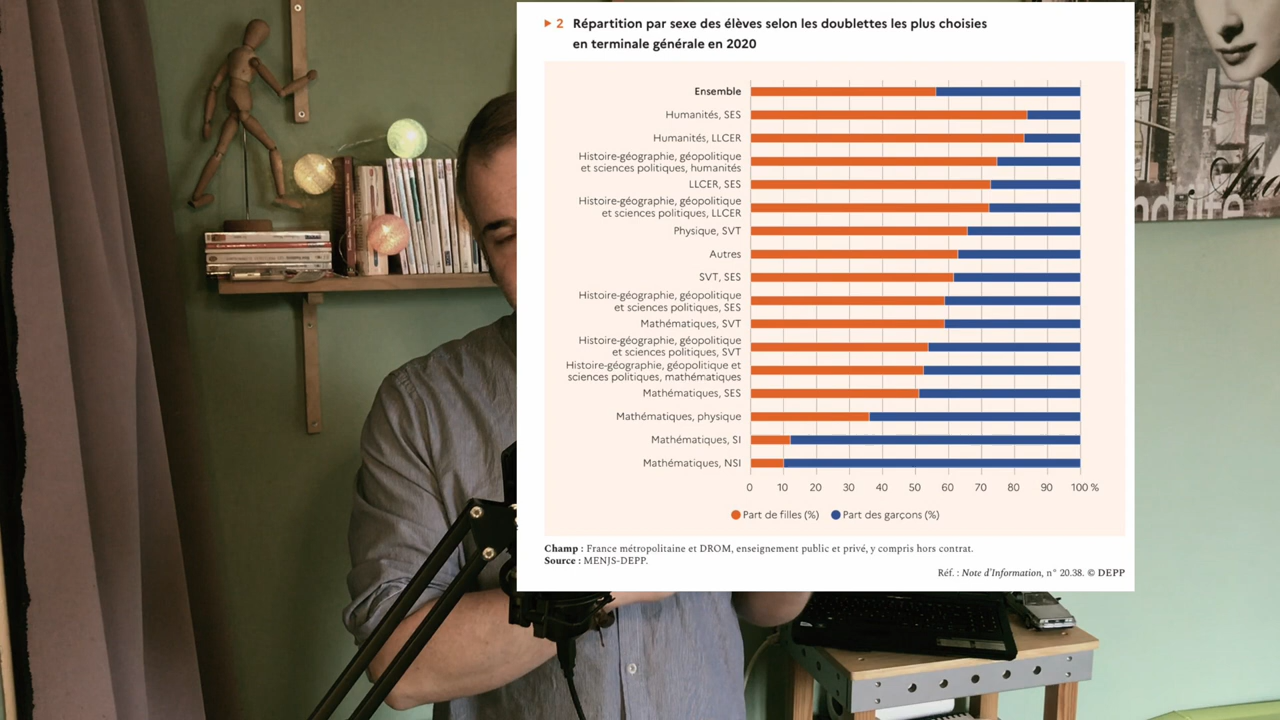 2 Répartition par sexe des élèves selon les doublettes les plus choisies
en terminale générale en 2020
Ensemble
Humanités, SES
Humanités, LLCER
Histoire-géographie, géopolitique
et sciences politiques, humanités
LLCER, SES
Histoire-géographie, géopolitique
et sciences politiques, LLCER
Physique, SVT
Autres
SVT, SES
Histoire-géographie, géopolitique
et sciences politiques, SES
Mathématiques, SVT
Histoire-géographie, géopolitique
et sciences politiques, SVT
Histoire-géographie, géopolitique et
sciences politiques, mathématiques
Mathématiques, SES
Mathématiques, physique
Mathématiques, SI
Mathématiques, NSI
0 10 20 30 40 50 60 70 80 90 100 %
Part de filles (%) Part des garçons (%)
Champ : France métropolitaine et DROM, enseignement public et privé, y compris hors contrat.
Source : MENJS-DEPP.
Réf. : Note d'Information, n° 20.38. © DEPP
life